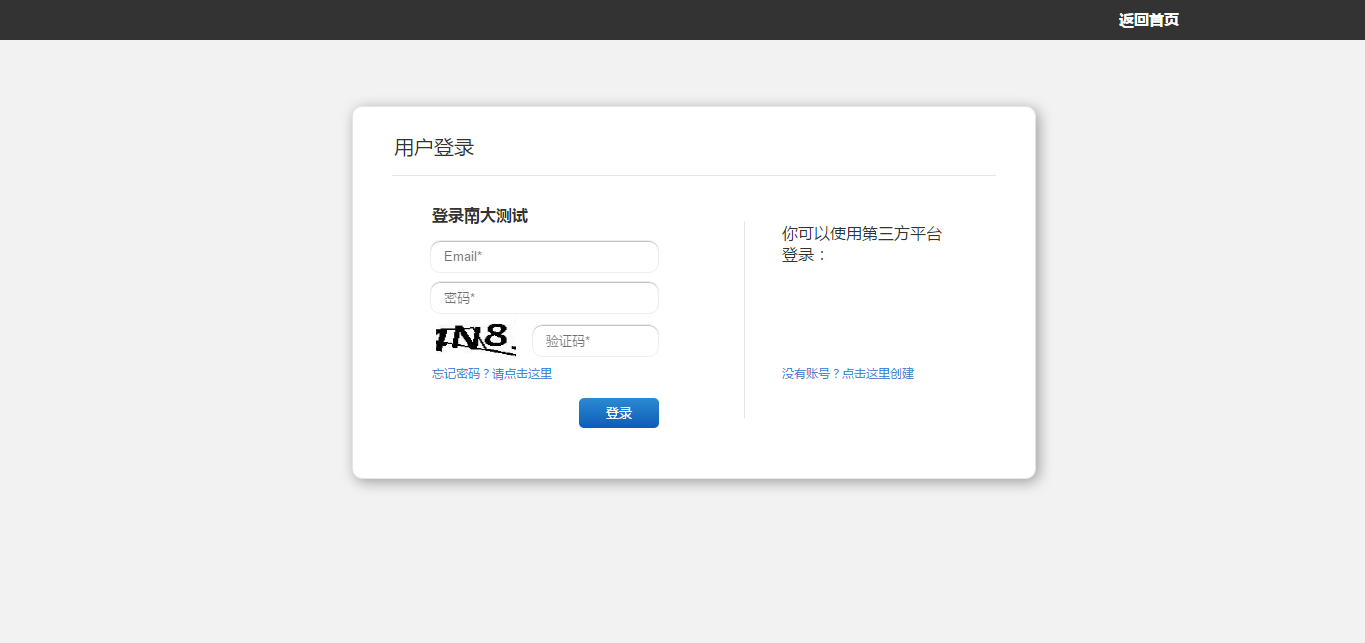 返回首页
用户登录
登录南大测试
Email*
密码*
验证码*
忘记密码？请点击这里
登录
你可以使用第三方平台
登录：
没有账号？点击这里创建